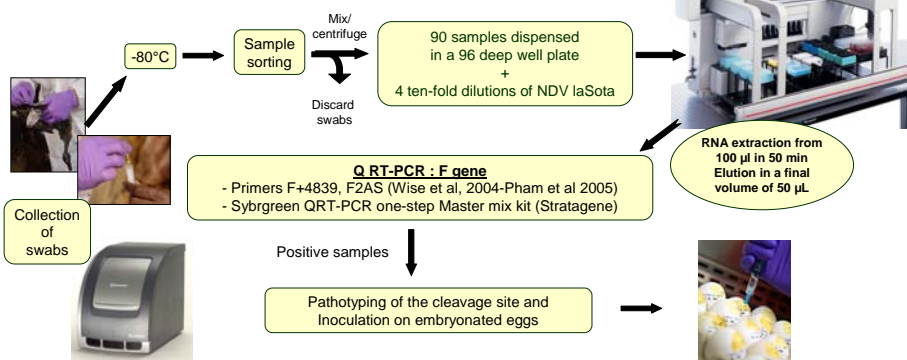 Collection
of
swabs
-80°C
Sample
sorting
Mix/
centrifuge
Discard
swabs
90 samples dispensed
in a 96 deep well plate
+
4 ten-fold dilutions of NDV laSota
RNA extraction from
100 µl in 50 min
Elution in a final
volume of 50 µL
Q RT-PCR : F gene
- Primers F+4839, F2AS (Wise et al, 2004-Pham et al 2005)
- Sybrgreen QRT-PCR one-step Master mix kit (Stratagene)
Positive samples
Pathotyping of the cleavage site and
Inoculation on embryonated eggs